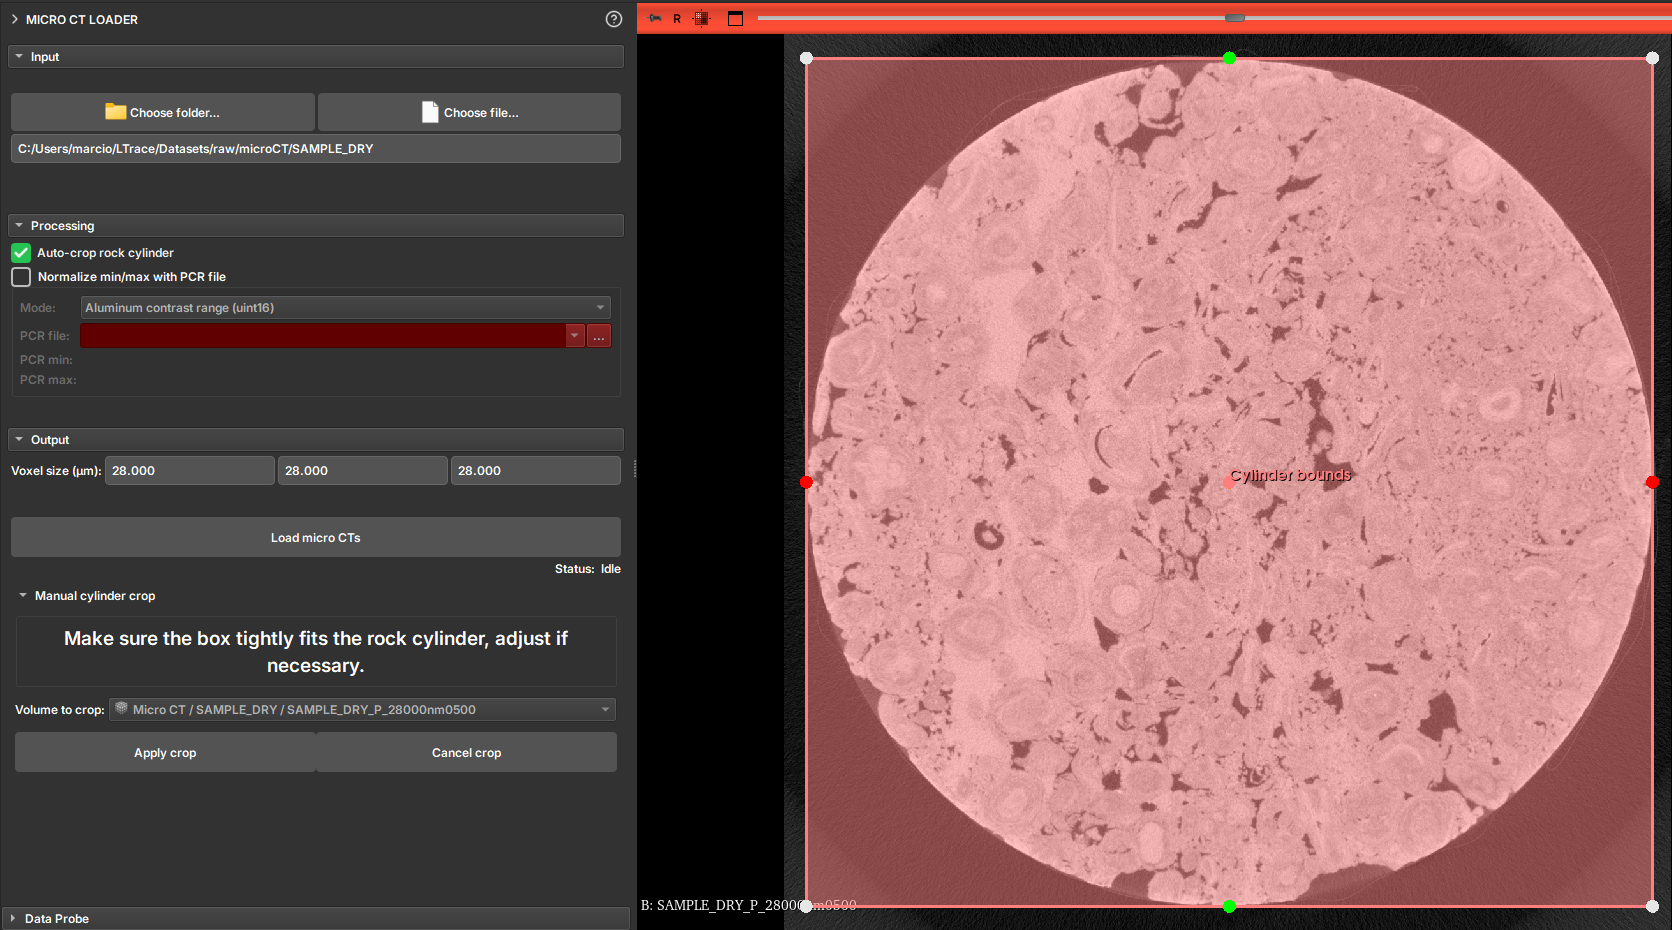 MICRO CT LOADER
Input
Choose folder...
Choose file...
C:/Users/marcio/LTrace/Datasets/raw/microCT/SAMPLE_DRY
Processing
Auto-crop rock cylinder
Normalize min/max with PCR file
Mode: Aluminum contrast range (uint16)
PCR file: ...
PCR min:
PCR max:
Output
Voxel size (µm): 28.000 28.000 28.000
Load micro CTs
Status: Idle
Manual cylinder crop
Make sure the box tightly fits the rock cylinder, adjust if
necessary.
Volume to crop: Micro CT / SAMPLE_DRY / SAMPLE_DRY_P_28000nm0500
Apply crop
Cancel crop
Data Probe
R
Cylinder bounds
B: SAMPLE_DRY_P_28000nm0500